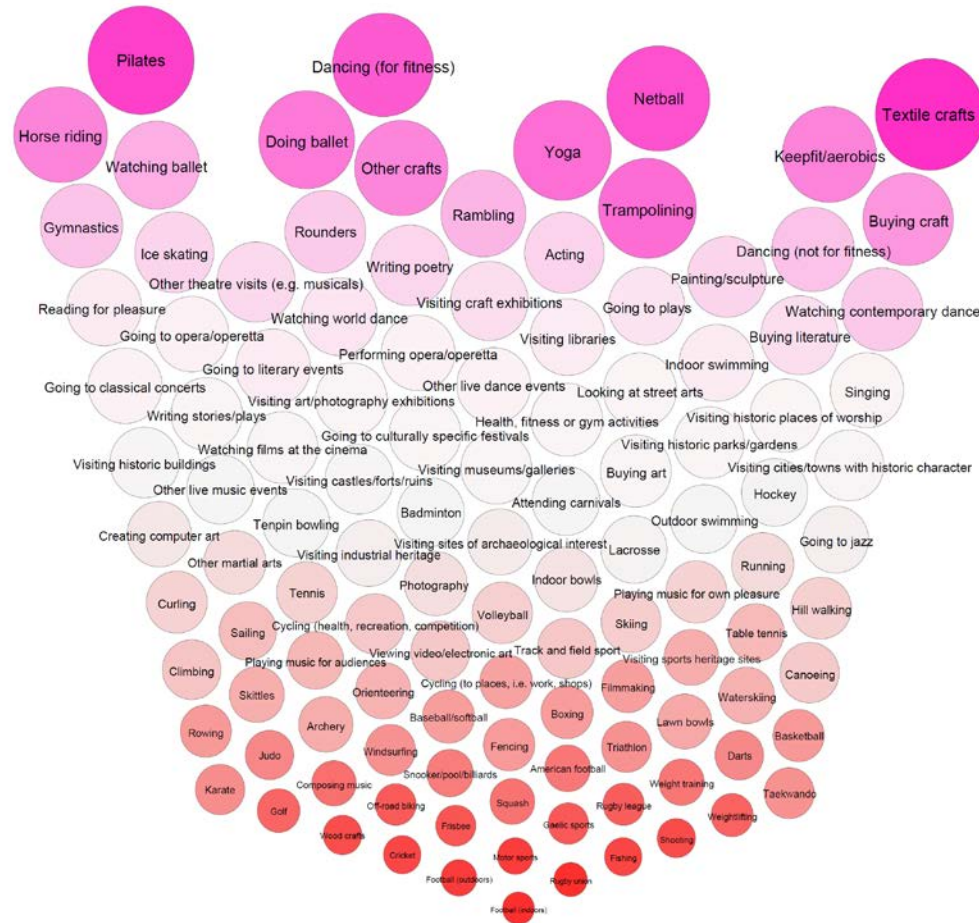 Pilates
Dancing (for fitness)
Netball
Textile crafts
Horse riding
Watching ballet
Doing ballet
Other crafts
Yoga
Keepfit/aerobics
Trampolining
Buying craft
Gymnastics
Ice skating
Rounders
Rambling
Acting
Dancing (not for fitness)
Writing poetry
Painting/sculpture
Other theatre visits (e.g. musicals)
Visiting craft exhibitions
Going to plays
Watching contemporary dance
Reading for pleasure
Watching world dance
Going to opera/operetta
Visiting libraries
Buying literature
Performing opera/operetta
Indoor swimming
Going to literary events
Going to classical concerts
Other live dance events
Looking at street arts
Singing
Visiting art/photography exhibitions
Writing stories/plays
Health, fitness or gym activities
Visiting historic places of worship
Going to culturally specific festivals
Visiting historic parks/gardens
Watching films at the cinema
Visiting historic buildings
Visiting museums/galleries
Buying art
Visiting cities/towns with historic character
Visiting castles/forts/ruins
Other live music events
Hockey
Attending carnivals
Badminton
Outdoor swimming
Tenpin bowling
Creating computer art
Visiting sites of archaeological interest
Going to jazz
Lacrosse
Visiting industrial heritage
Other martial arts
Running
Indoor bowls
Photography
Tennis
Playing music for own pleasure
Curling
Volleyball
Hill walking
Cycling (health, recreation, competition)
Skiing
Sailing
Table tennis
Track and field sport
Viewing video/electronic art
Visiting sports heritage sites
Playing music for audiences
Climbing
Canoeing
Cycling (to places, i.e. work, shops)
Filmmaking
Orienteering
Skittles
Waterskiing
Boxing
Baseball/softball
Lawn bowls
Archery
Rowing
Basketball
Fencing
Triathlon
Windsurfing
Judo
Darts
American football
Snooker/pool/billiards
Weight training
Composing music
Karate
Taekwando
Squash
Off-road biking
Rugby league
Golf
Weightlifting
Gaelic sports
Frisbee
Wood crafts
Shooting
Cricket
Motor sports
Fishing
Football (outdoors)
Rugby union
Football (indoors)